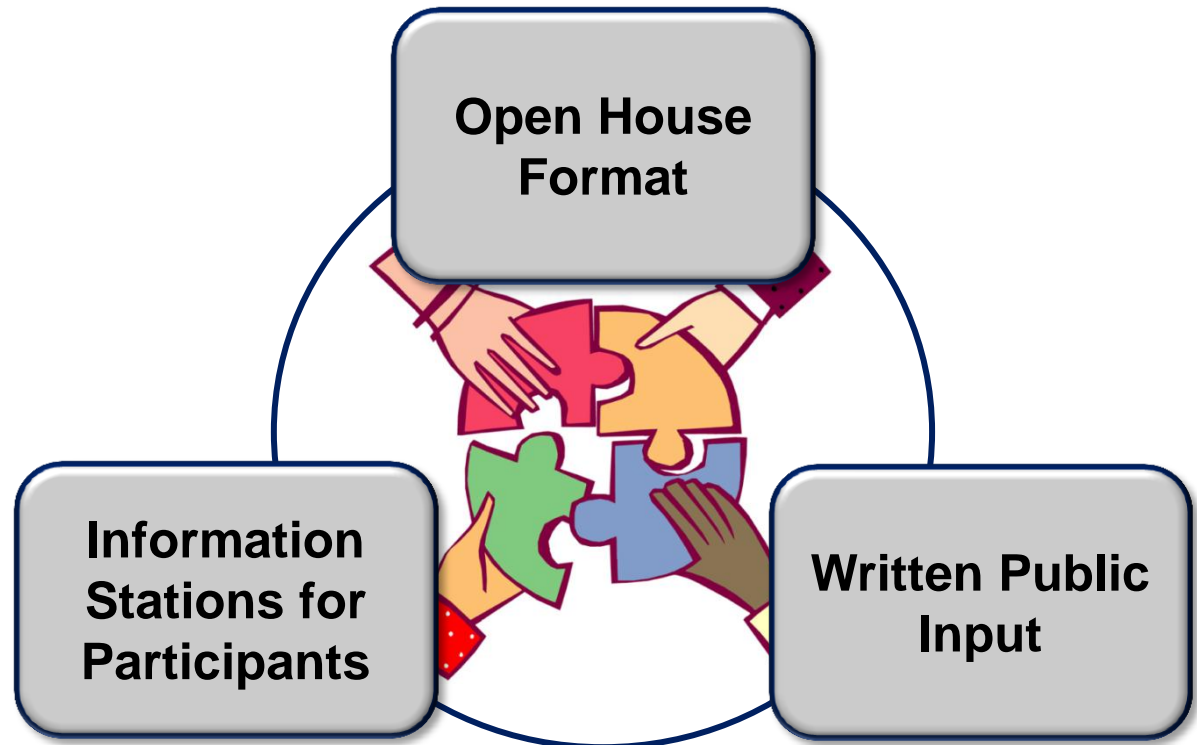 Open House
Format
Information
Stations for
Participants
Written Public
Input